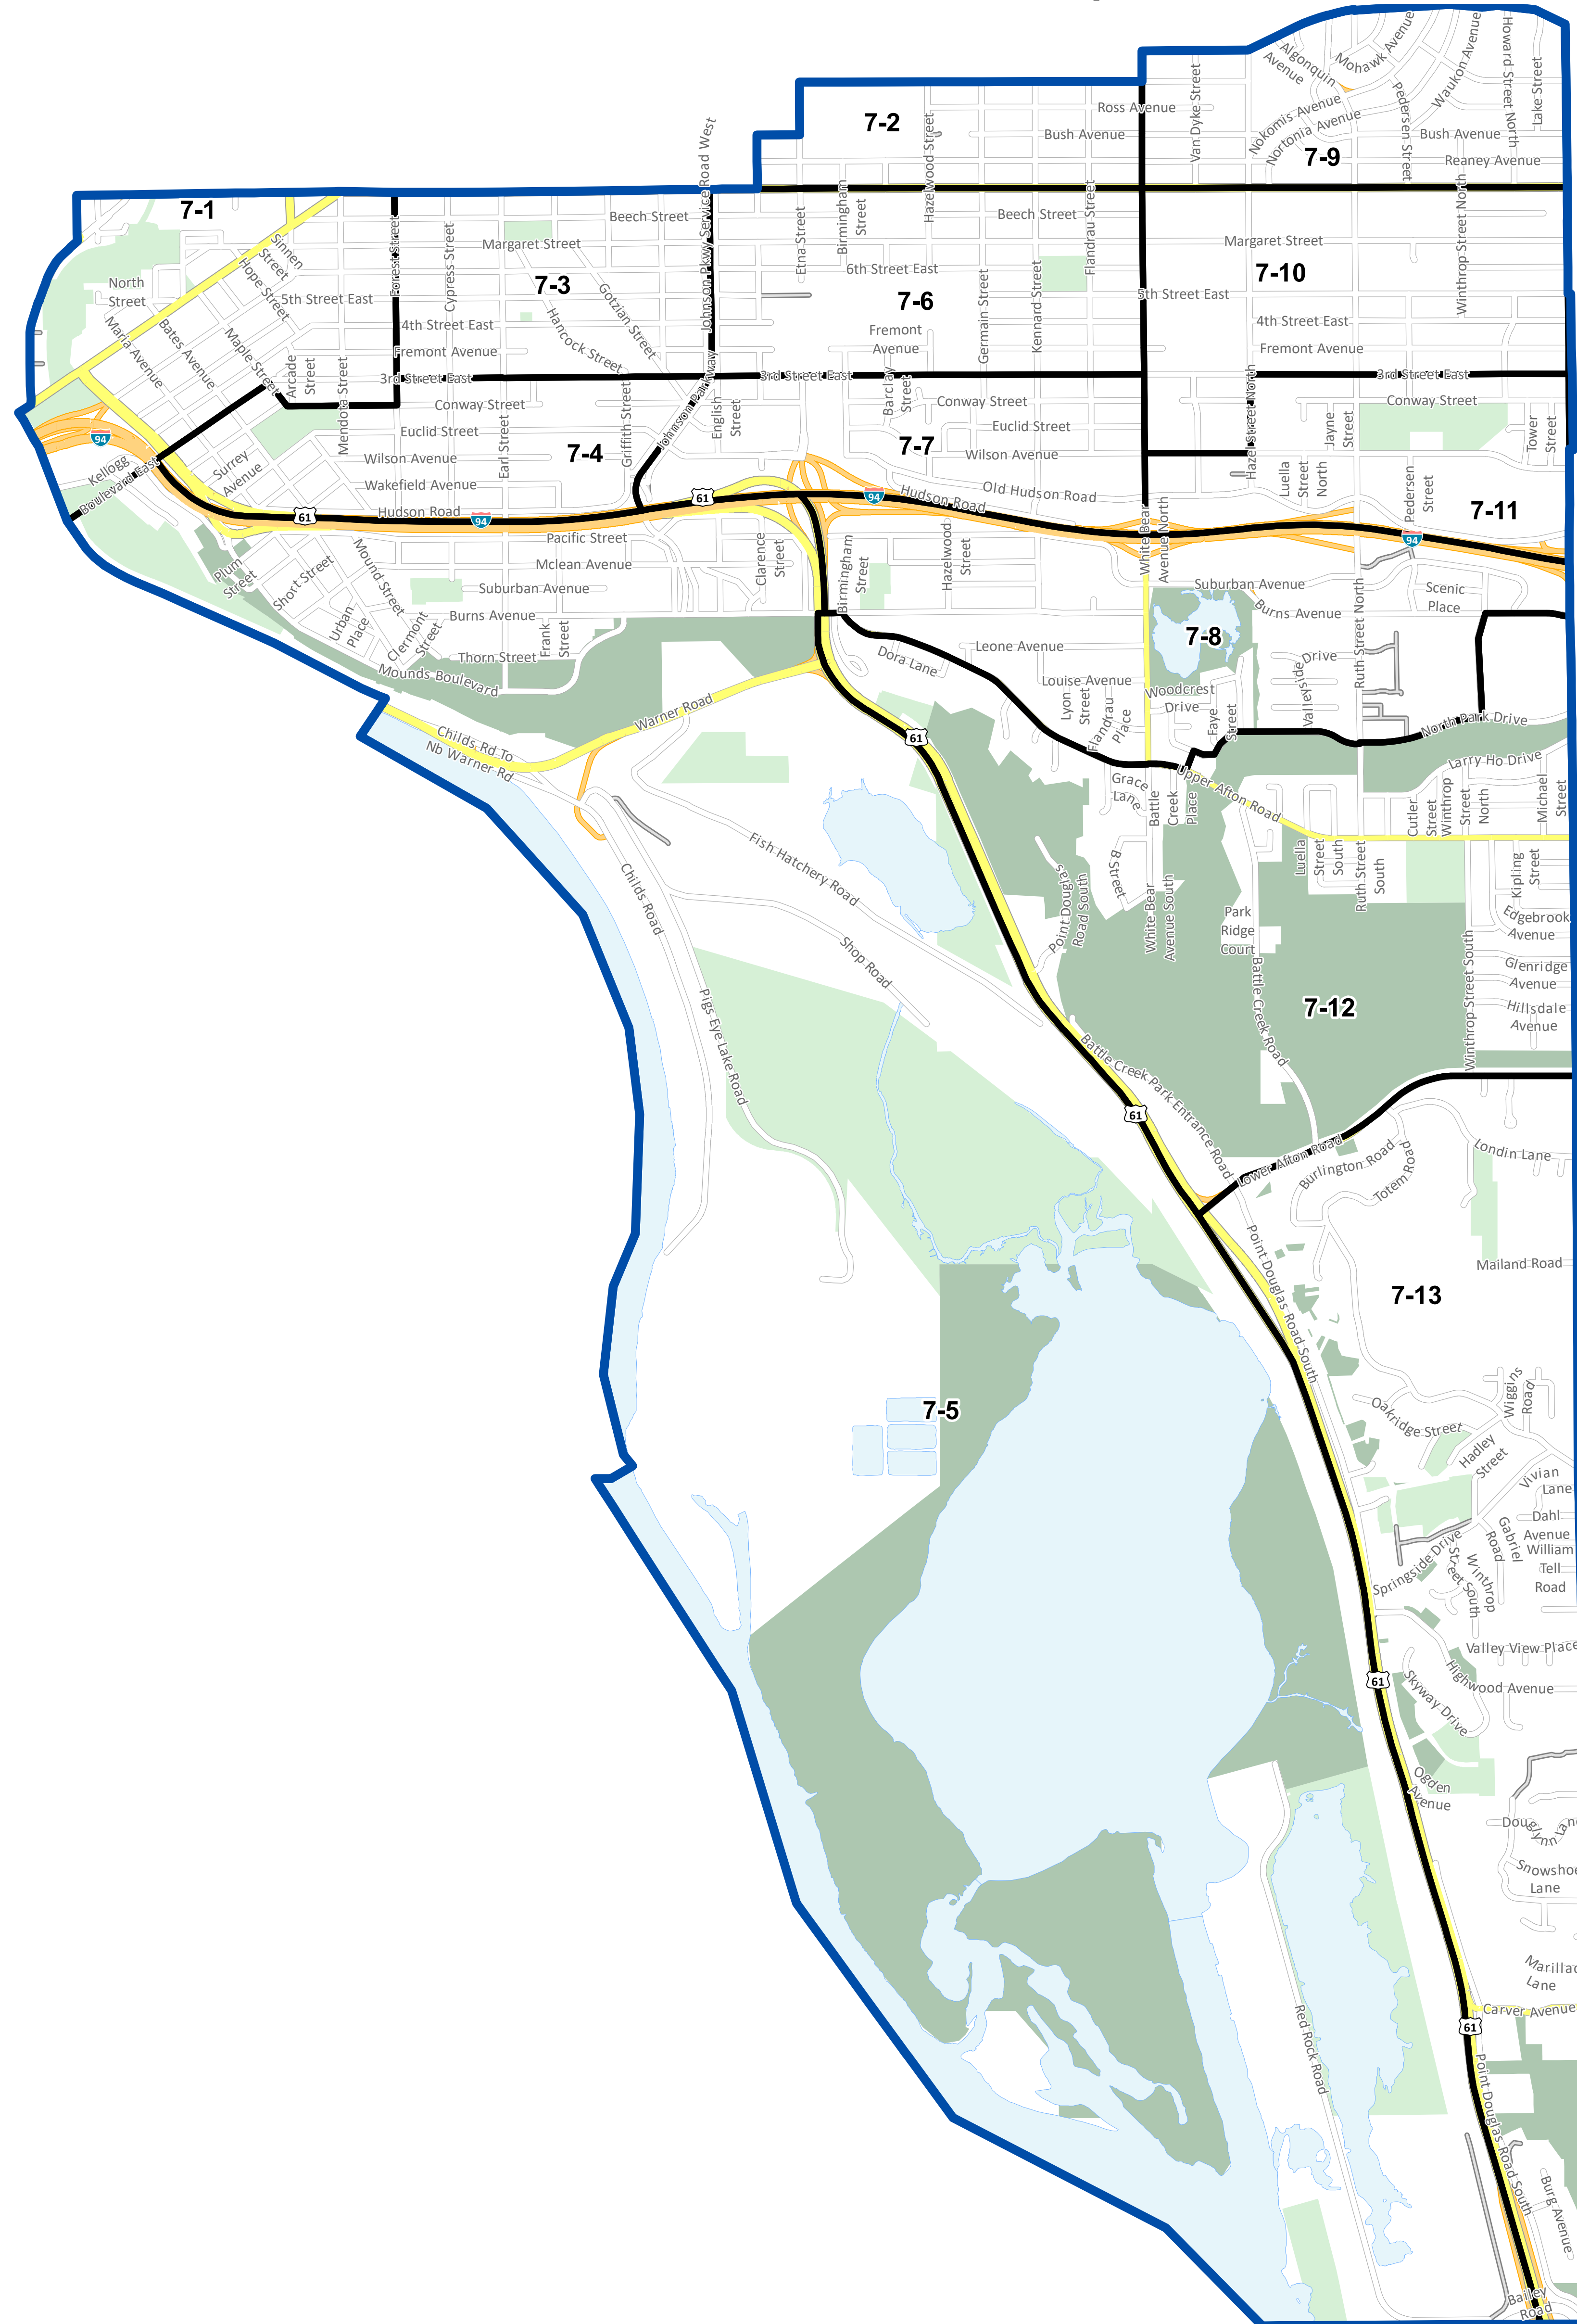 Algonquin
Avenue
Mohawk Avenue
Waukon Avenue
Howard Street North
Lake Street
Pedersen Street
Van Dyke Street
Nokomis Avenue
Nortonia Avenue
Bush Avenue
Reaney Avenue
7-9
Ross Avenue
Bush Avenue
7-2
Hazelwood Street
7-1
Sinnen
Street
Hope Street
North
Street
Maria Avenue
Bates Avenue
Maple Street
5th Street East
Arcade
Street
Mendota Street
Forest Street
Cypress Street
Margaret Street
Beech Street
7-3
Gotzian Street
Hancock Street
4th Street East
Fremont Avenue
3rd Street East
Johnson Pkwy Service Road West
Johnson Parkway
Etna Street
Birmingham
Street
Beech Street
Flandrau Street
6th Street East
7-6
Germain Street
Kennard Street
Fremont
Avenue
3rd Street East
Margaret Street
7-10
Winthrop Street North
5th Street East
4th Street East
Fremont Avenue
3rd Street East
Conway Street
Euclid Street
Wilson Avenue
Wakefield Avenue
Hudson Road
Earl Street
7-4
Griffith Street
English
Street
Barclay
Street
Conway Street
Euclid Street
7-7
Wilson Avenue
Old Hudson Road
Hudson Road
Hazel Street North
Jayne
Street
Conway Street
Tower
Street
Luella
Street
North
Pedersen
Street
7-11
94
Kellogg
Boulevard East
Surrey
Avenue
61
94
61
94
94
Pacific Street
Mclean Avenue
Suburban Avenue
Burns Avenue
Plum
Street
Short Street
Mound Street
Urban
Place
Clermont
Street
Thorn Street
Frank
Street
Mounds Boulevard
Clarence
Street
Birmingham
Street
Hazelwood
Street
White Bear
Avenue North
Suburban Avenue
Burns Avenue
Scenic
Place
Ruth Street North
7-8
Dora Lane
Leone Avenue
Louise Avenue
Lyon
Street
Flandrau
Place
Woodcrest
Drive
Faye
Street
Valleyside Drive
North Park Drive
Larry Ho Drive
Warner Road
Childs Rd To
Nb Warner Rd
61
Grace
Lane
Battle
Creek
Place
Upper Afton Road
Cutler
Street
Winthrop
Street
North
Michael
Street
B Street
White Bear
Avenue South
Point Douglas
Road South
Luella
Street
South
Ruth Street
South
Kipling
Street
Edgebrook
Avenue
Glenridge
Avenue
Hillsdale
Avenue
Winthrop Street South
Park
Ridge
Court
Battle Creek Road
7-12
Fish Hatchery Road
Shop Road
Childs Road
Pigs Eye Lake Road
Battle Creek Park Entrance Road
61
Lower Afton Road
Burlington Road
Totem Road
Londin Lane
Mailand Road
7-13
Point Douglas Road South
7-5
Wiggins
Road
Oakridge Street
Hadley
Street
Vivian
Lane
Dahl
Avenue
William
Tell
Road
Gabriel
Road
Springside Drive
Winthrop
Street South
Valley View Place
Highwood Avenue
Skyway Drive
61
Ogden
Avenue
Douglynn Lane
Snowshoe
Lane
Marillac
Lane
Carver Avenue
61
Red Rock Road
Point Douglas Road South
Burg Avenue
Bailey
Road